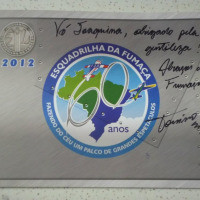 Vó Joaquina, obrigado pela
gentileza
Abraços
Fumaça
2012
ESQUADRILHA DA FUMAÇA
60
anos
FAZENDO DO CÉU UM PALCO DE GRANDES ESPETÁCULOS